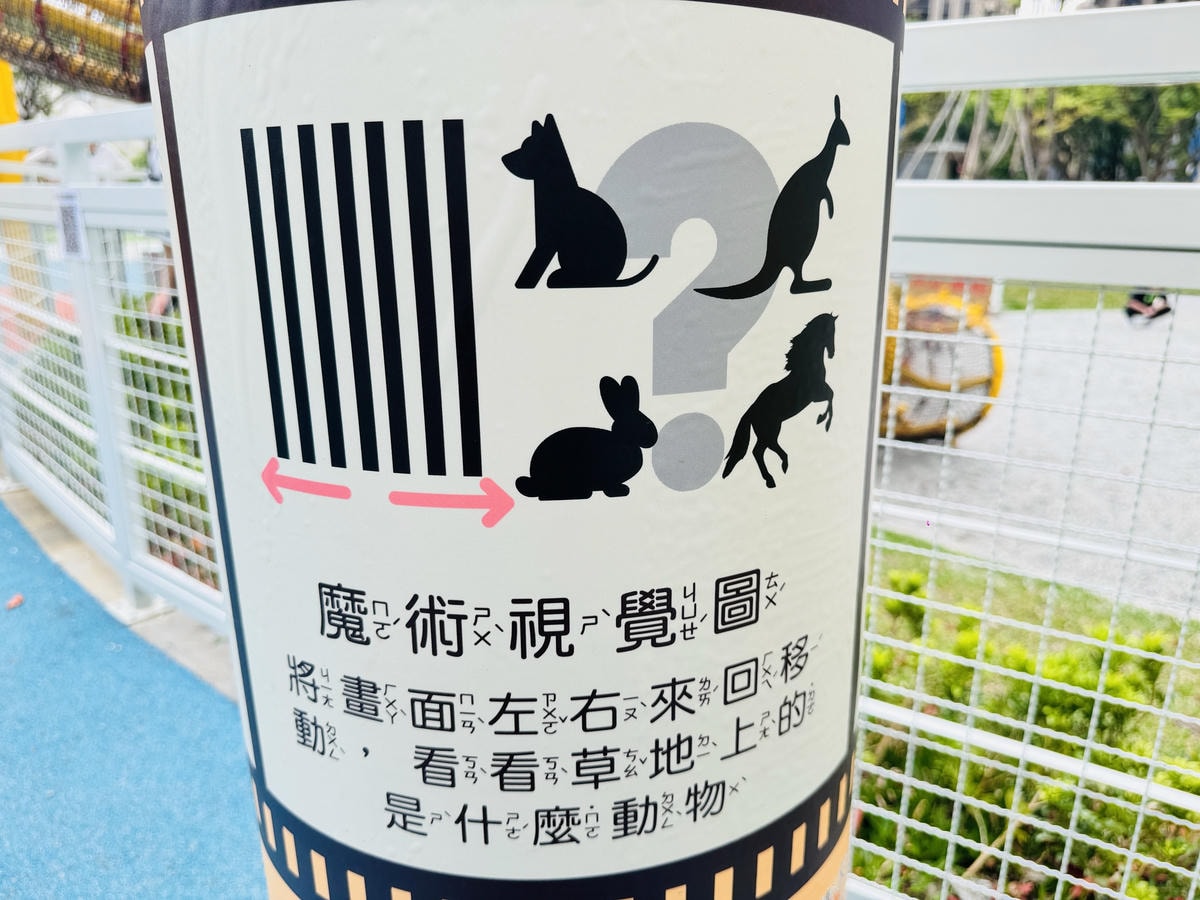 魔術視覺圖
將畫面左右來回移
動，看看草地上的
是什麼動物